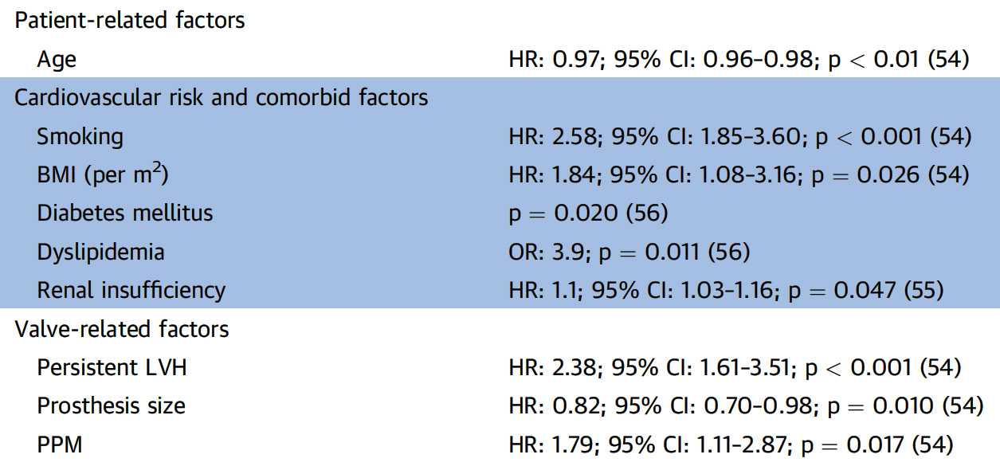 Patient-related factors
Age HR: 0.97; 95% CI: 0.96–0.98; p < 0.01 (54)
Cardiovascular risk and comorbid factors
Smoking HR: 2.58; 95% CI: 1.85–3.60; p < 0.001 (54)
BMI (per m²) HR: 1.84; 95% CI: 1.08–3.16; p = 0.026 (54)
Diabetes mellitus p = 0.020 (56)
Dyslipidemia OR: 3.9; p = 0.011 (56)
Renal insufficiency HR: 1.1; 95% CI: 1.03–1.16; p = 0.047 (55)
Valve-related factors
Persistent LVH HR: 2.38; 95% CI: 1.61–3.51; p < 0.001 (54)
Prosthesis size HR: 0.82; 95% CI: 0.70–0.98; p = 0.010 (54)
PPM HR: 1.79; 95% CI: 1.11–2.87; p = 0.017 (54)